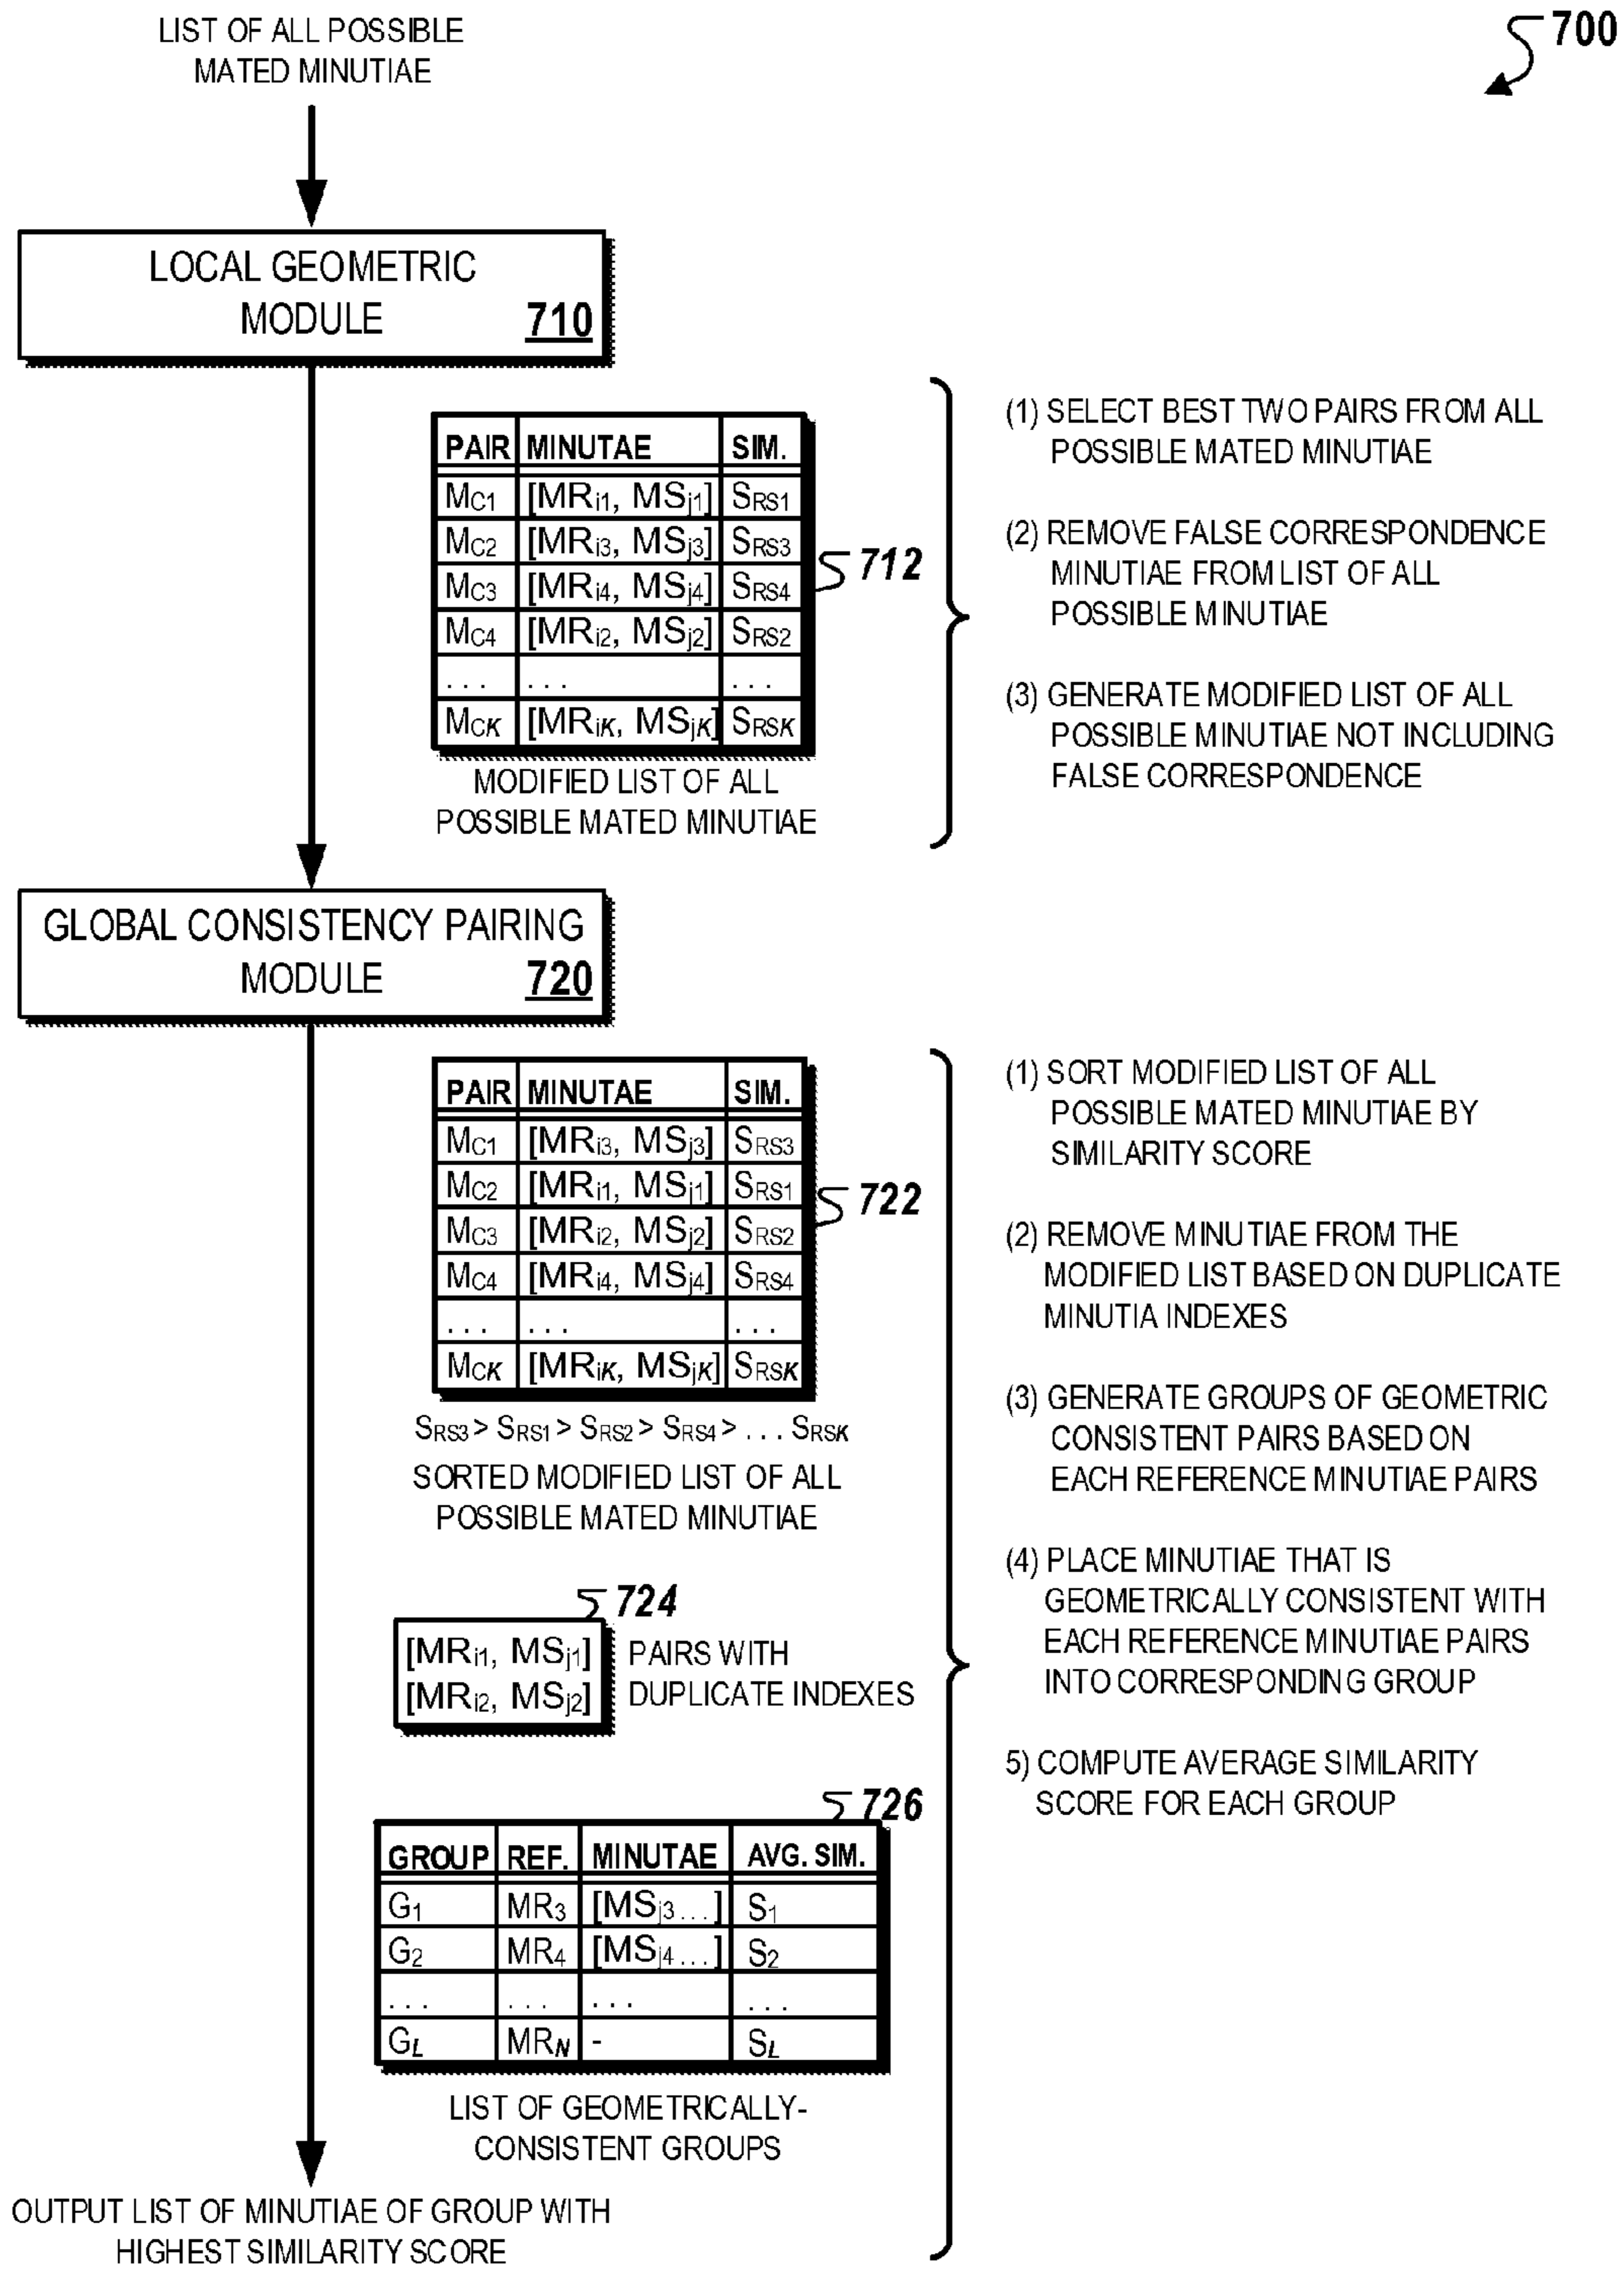 LIST OF ALL POSSIBLE
MATED MINUTIAE
700
LOCAL GEOMETRIC
MODULE 710
PAIR MINUTAE SIM.
MC1 [MRi1, MSj1] SRS1
MC2 [MRi3, MSj3] SRS3
MC3 [MRi4, MSj4] SRS4
MC4 [MRi2, MSj2] SRS2
... ... ...
MCK [MRiK, MSjK] SRSK
712
MODIFIED LIST OF ALL
POSSIBLE MATED MINUTIAE
(1) SELECT BEST TWO PAIRS FROM ALL
POSSIBLE MATED MINUTIAE
(2) REMOVE FALSE CORRESPONDENCE
MINUTIAE FROM LIST OF ALL
POSSIBLE MINUTIAE
(3) GENERATE MODIFIED LIST OF ALL
POSSIBLE MINUTIAE NOT INCLUDING
FALSE CORRESPONDENCE
GLOBAL CONSISTENCY PAIRING
MODULE 720
PAIR MINUTAE SIM.
MC1 [MRi3, MSj3] SRS3
MC2 [MRi1, MSj1] SRS1
MC3 [MRi2, MSj2] SRS2
MC4 [MRi4, MSj4] SRS4
... ... ...
MCK [MRiK, MSjK] SRSK
722
SRS3 > SRS1 > SRS2 > SRS4 > ... SRSK
SORTED MODIFIED LIST OF ALL
POSSIBLE MATED MINUTIAE
724
[MRi1, MSj1]
[MRi2, MSj2]
PAIRS WITH
DUPLICATE INDEXES
726
GROUP REF. MINUTAE AVG. SIM.
G1 MR3 [MSj3...] S1
G2 MR4 [MSj4...] S2
... ... ... ...
GL MRN - SL
LIST OF GEOMETRICALLY-
CONSISTENT GROUPS
(1) SORT MODIFIED LIST OF ALL
POSSIBLE MATED MINUTIAE BY
SIMILARITY SCORE
(2) REMOVE MINUTIAE FROM THE
MODIFIED LIST BASED ON DUPLICATE
MINUTIA INDEXES
(3) GENERATE GROUPS OF GEOMETRIC
CONSISTENT PAIRS BASED ON
EACH REFERENCE MINUTIAE PAIRS
(4) PLACE MINUTIAE THAT IS
GEOMETRICALLY CONSISTENT WITH
EACH REFERENCE MINUTIAE PAIRS
INTO CORRESPONDING GROUP
5) COMPUTE AVERAGE SIMILARITY
SCORE FOR EACH GROUP
OUTPUT LIST OF MINUTIAE OF GROUP WITH
HIGHEST SIMILARITY SCORE